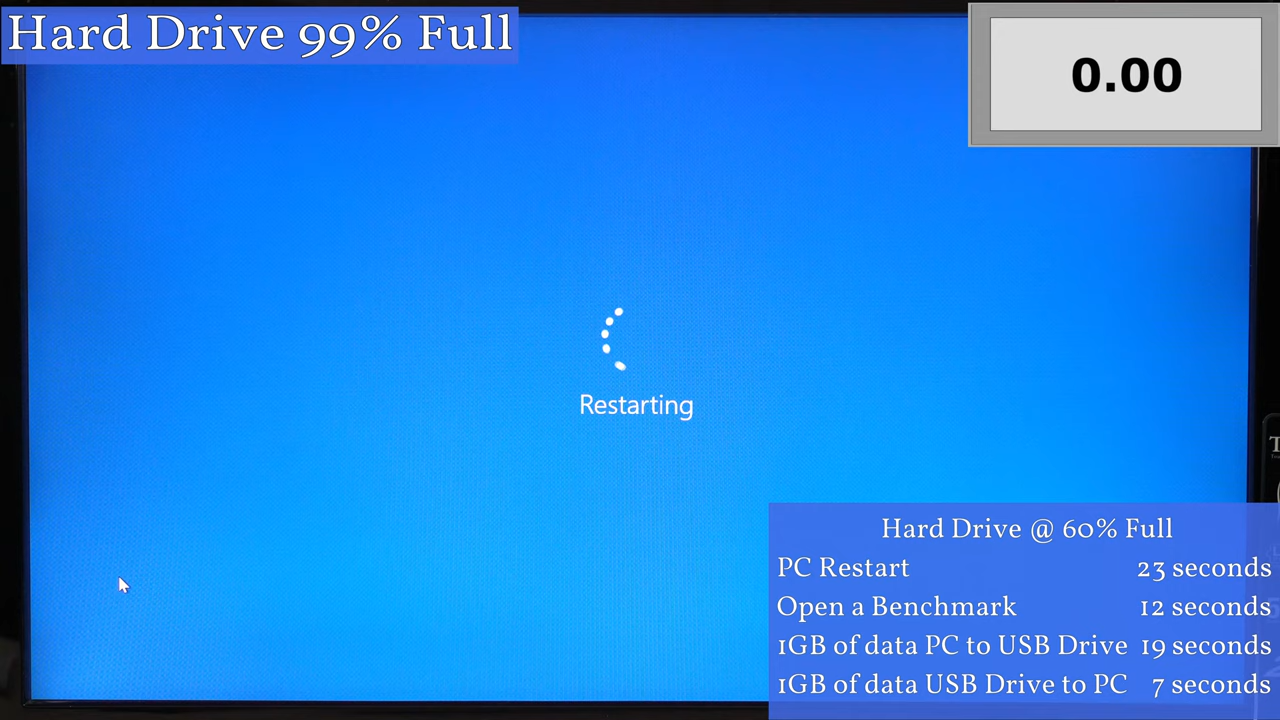 Hard Drive 99% Full
0.00
Restarting
Hard Drive @ 60% Full
PC Restart 23 seconds
Open a Benchmark 12 seconds
1GB of data PC to USB Drive 19 seconds
1GB of data USB Drive to PC 7 seconds